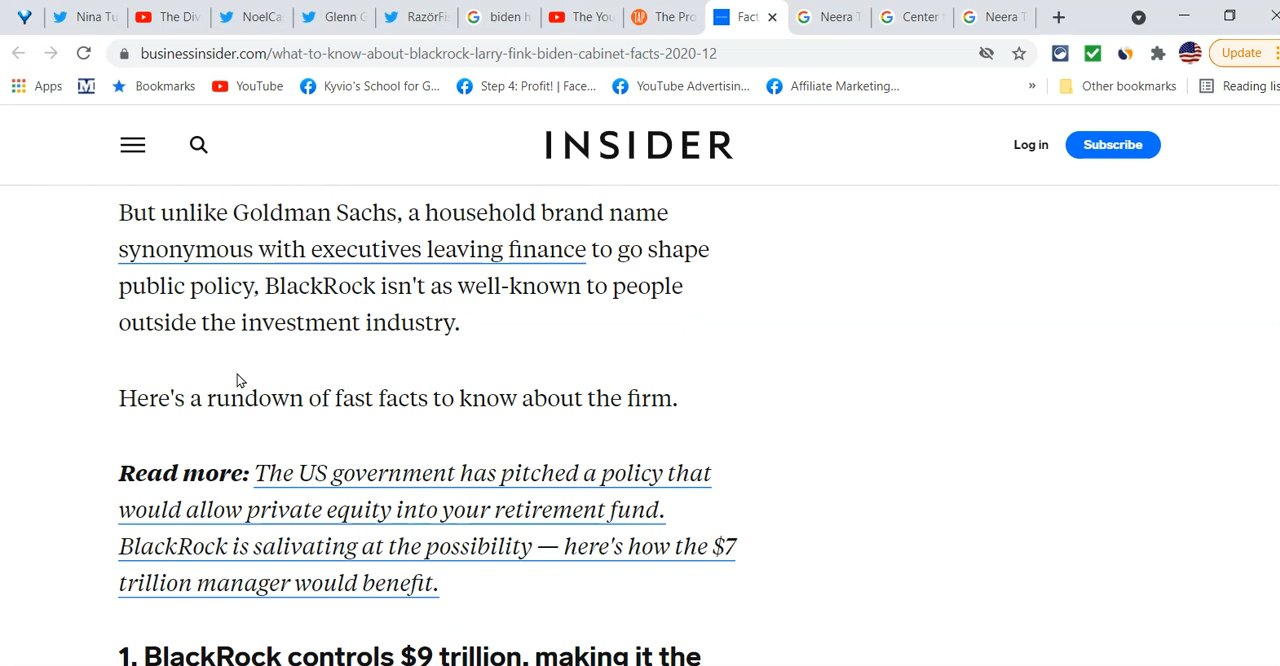 Nina Tu
The Div
NoelCa
Glenn G
RazörFi
biden h
The You
The Pro
Fact
Neera T
Center
Neera T
businessinsider.com/what-to-know-about-blackrock-larry-fink-biden-cabinet-facts-2020-12
Update
Apps
Bookmarks
YouTube
Kyvio's School for G...
Step 4: Profit! | Face...
YouTube Advertisin...
Affiliate Marketing...
»
Other bookmarks
Reading lis
INSIDER
Log in
Subscribe
But unlike Goldman Sachs, a household brand name
synonymous with executives leaving finance to go shape
public policy, BlackRock isn't as well-known to people
outside the investment industry.
Here's a rundown of fast facts to know about the firm.
Read more: The US government has pitched a policy that
would allow private equity into your retirement fund.
BlackRock is salivating at the possibility — here's how the $7
trillion manager would benefit.
1. BlackRock controls $9 trillion, making it the